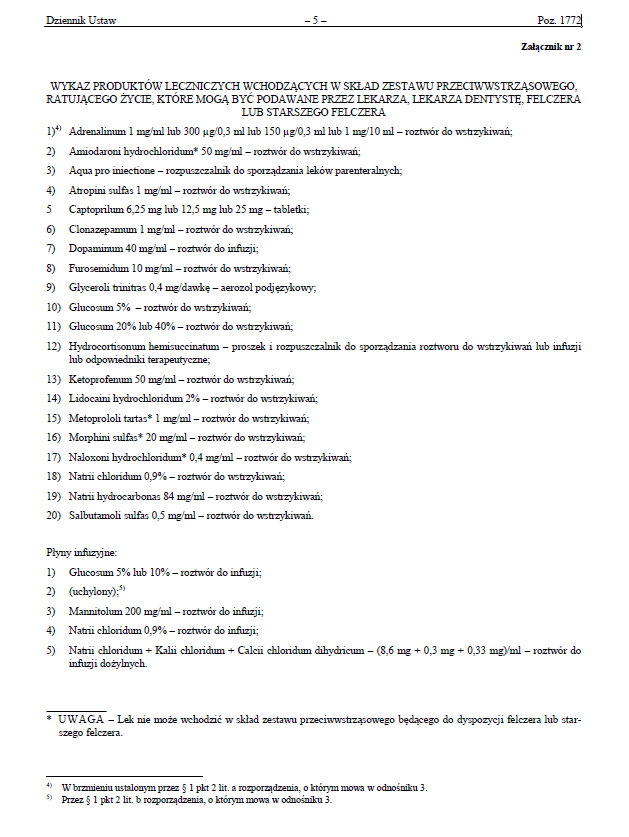 Dziennik Ustaw – 5 – Poz. 1772
Załącznik nr 2
WYKAZ PRODUKTÓW LECZNICZYCH WCHODZĄCYCH W SKŁAD ZESTAWU PRZECIWWSTRZĄSOWEGO,
RATUJĄCEGO ŻYCIE, KTÓRE MOGĄ BYĆ PODAWANE PRZEZ LEKARZA, LEKARZA DENTYSTĘ, FELCZERA
LUB STARSZEGO FELCZERA
1)4) Adrenalinum 1 mg/ml lub 300 µg/0,3 ml lub 150 µg/0,3 ml lub 1 mg/10 ml – roztwór do wstrzykiwań;
2) Amiodaroni hydrochloridum* 50 mg/ml – roztwór do wstrzykiwań;
3) Aqua pro iniectione – rozpuszczalnik do sporządzania leków parenteralnych;
4) Atropini sulfas 1 mg/ml – roztwór do wstrzykiwań;
5 Captoprilum 6,25 mg lub 12,5 mg lub 25 mg – tabletki;
6) Clonazepamum 1 mg/ml – roztwór do wstrzykiwań;
7) Dopaminum 40 mg/ml – roztwór do infuzji;
8) Furosemidum 10 mg/ml – roztwór do wstrzykiwań;
9) Glyceroli trinitras 0,4 mg/dawkę – aerozol podjęzykowy;
10) Glucosum 5% – roztwór do wstrzykiwań;
11) Glucosum 20% lub 40% – roztwór do wstrzykiwań;
12) Hydrocortisonum hemisuccinatum – proszek i rozpuszczalnik do sporządzania roztworu do wstrzykiwań lub infuzji
lub odpowiedniki terapeutyczne;
13) Ketoprofenum 50 mg/ml – roztwór do wstrzykiwań;
14) Lidocaini hydrochloridum 2% – roztwór do wstrzykiwań;
15) Metoprololi tartas* 1 mg/ml – roztwór do wstrzykiwań;
16) Morphini sulfas* 20 mg/ml – roztwór do wstrzykiwań;
17) Naloxoni hydrochloridum* 0,4 mg/ml – roztwór do wstrzykiwań;
18) Natrii chloridum 0,9% – roztwór do wstrzykiwań;
19) Natrii hydrocarbonas 84 mg/ml – roztwór do wstrzykiwań;
20) Salbutamoli sulfas 0,5 mg/ml – roztwór do wstrzykiwań.
Płyny infuzyjne:
1) Glucosum 5% lub 10% – roztwór do infuzji;
2) (uchylony);5)
3) Mannitolum 200 mg/ml – roztwór do infuzji;
4) Natrii chloridum 0,9% – roztwór do infuzji;
5) Natrii chloridum + Kalii chloridum + Calcii chloridum dihydricum – (8,6 mg + 0,3 mg + 0,33 mg)/ml – roztwór do
infuzji dożylnych.
* UWAGA – Lek nie może wchodzić w skład zestawu przeciwwstrząsowego będącego do dyspozycji felczera lub star-
szego felczera.
4) W brzmieniu ustalonym przez § 1 pkt 2 lit. a rozporządzenia, o którym mowa w odnośniku 3.
5) Przez § 1 pkt 2 lit. b rozporządzenia, o którym mowa w odnośniku 3.